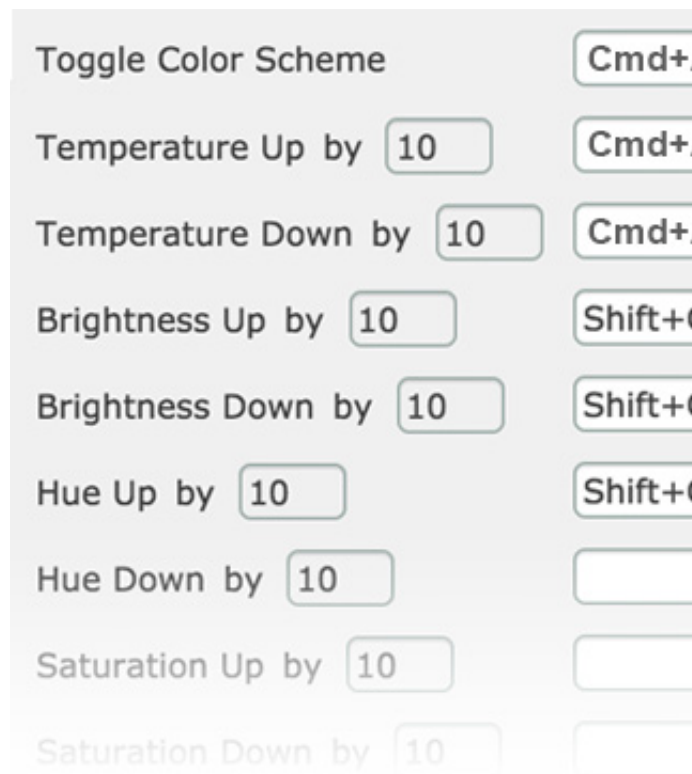 Toggle Color Scheme Cmd+
Temperature Up by 10 Cmd+
Temperature Down by 10 Cmd+
Brightness Up by 10 Shift+
Brightness Down by 10 Shift+
Hue Up by 10 Shift+
Hue Down by 10
Saturation Up by 10
Saturation Down by 10